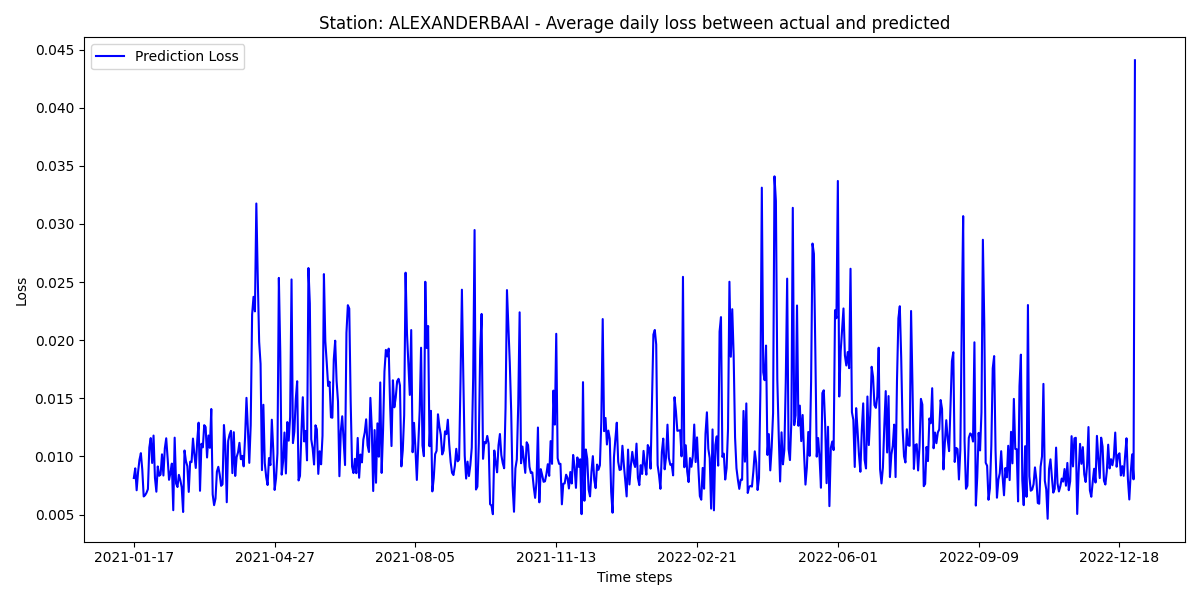 Station: ALEXANDERBAAI - Average daily loss between actual and predicted
Prediction Loss
Loss
0.045
0.040
0.035
0.030
0.025
0.020
0.015
0.010
0.005
2021-01-17 2021-04-27 2021-08-05 2021-11-13 2022-02-21 2022-06-01 2022-09-09 2022-12-18
Time steps